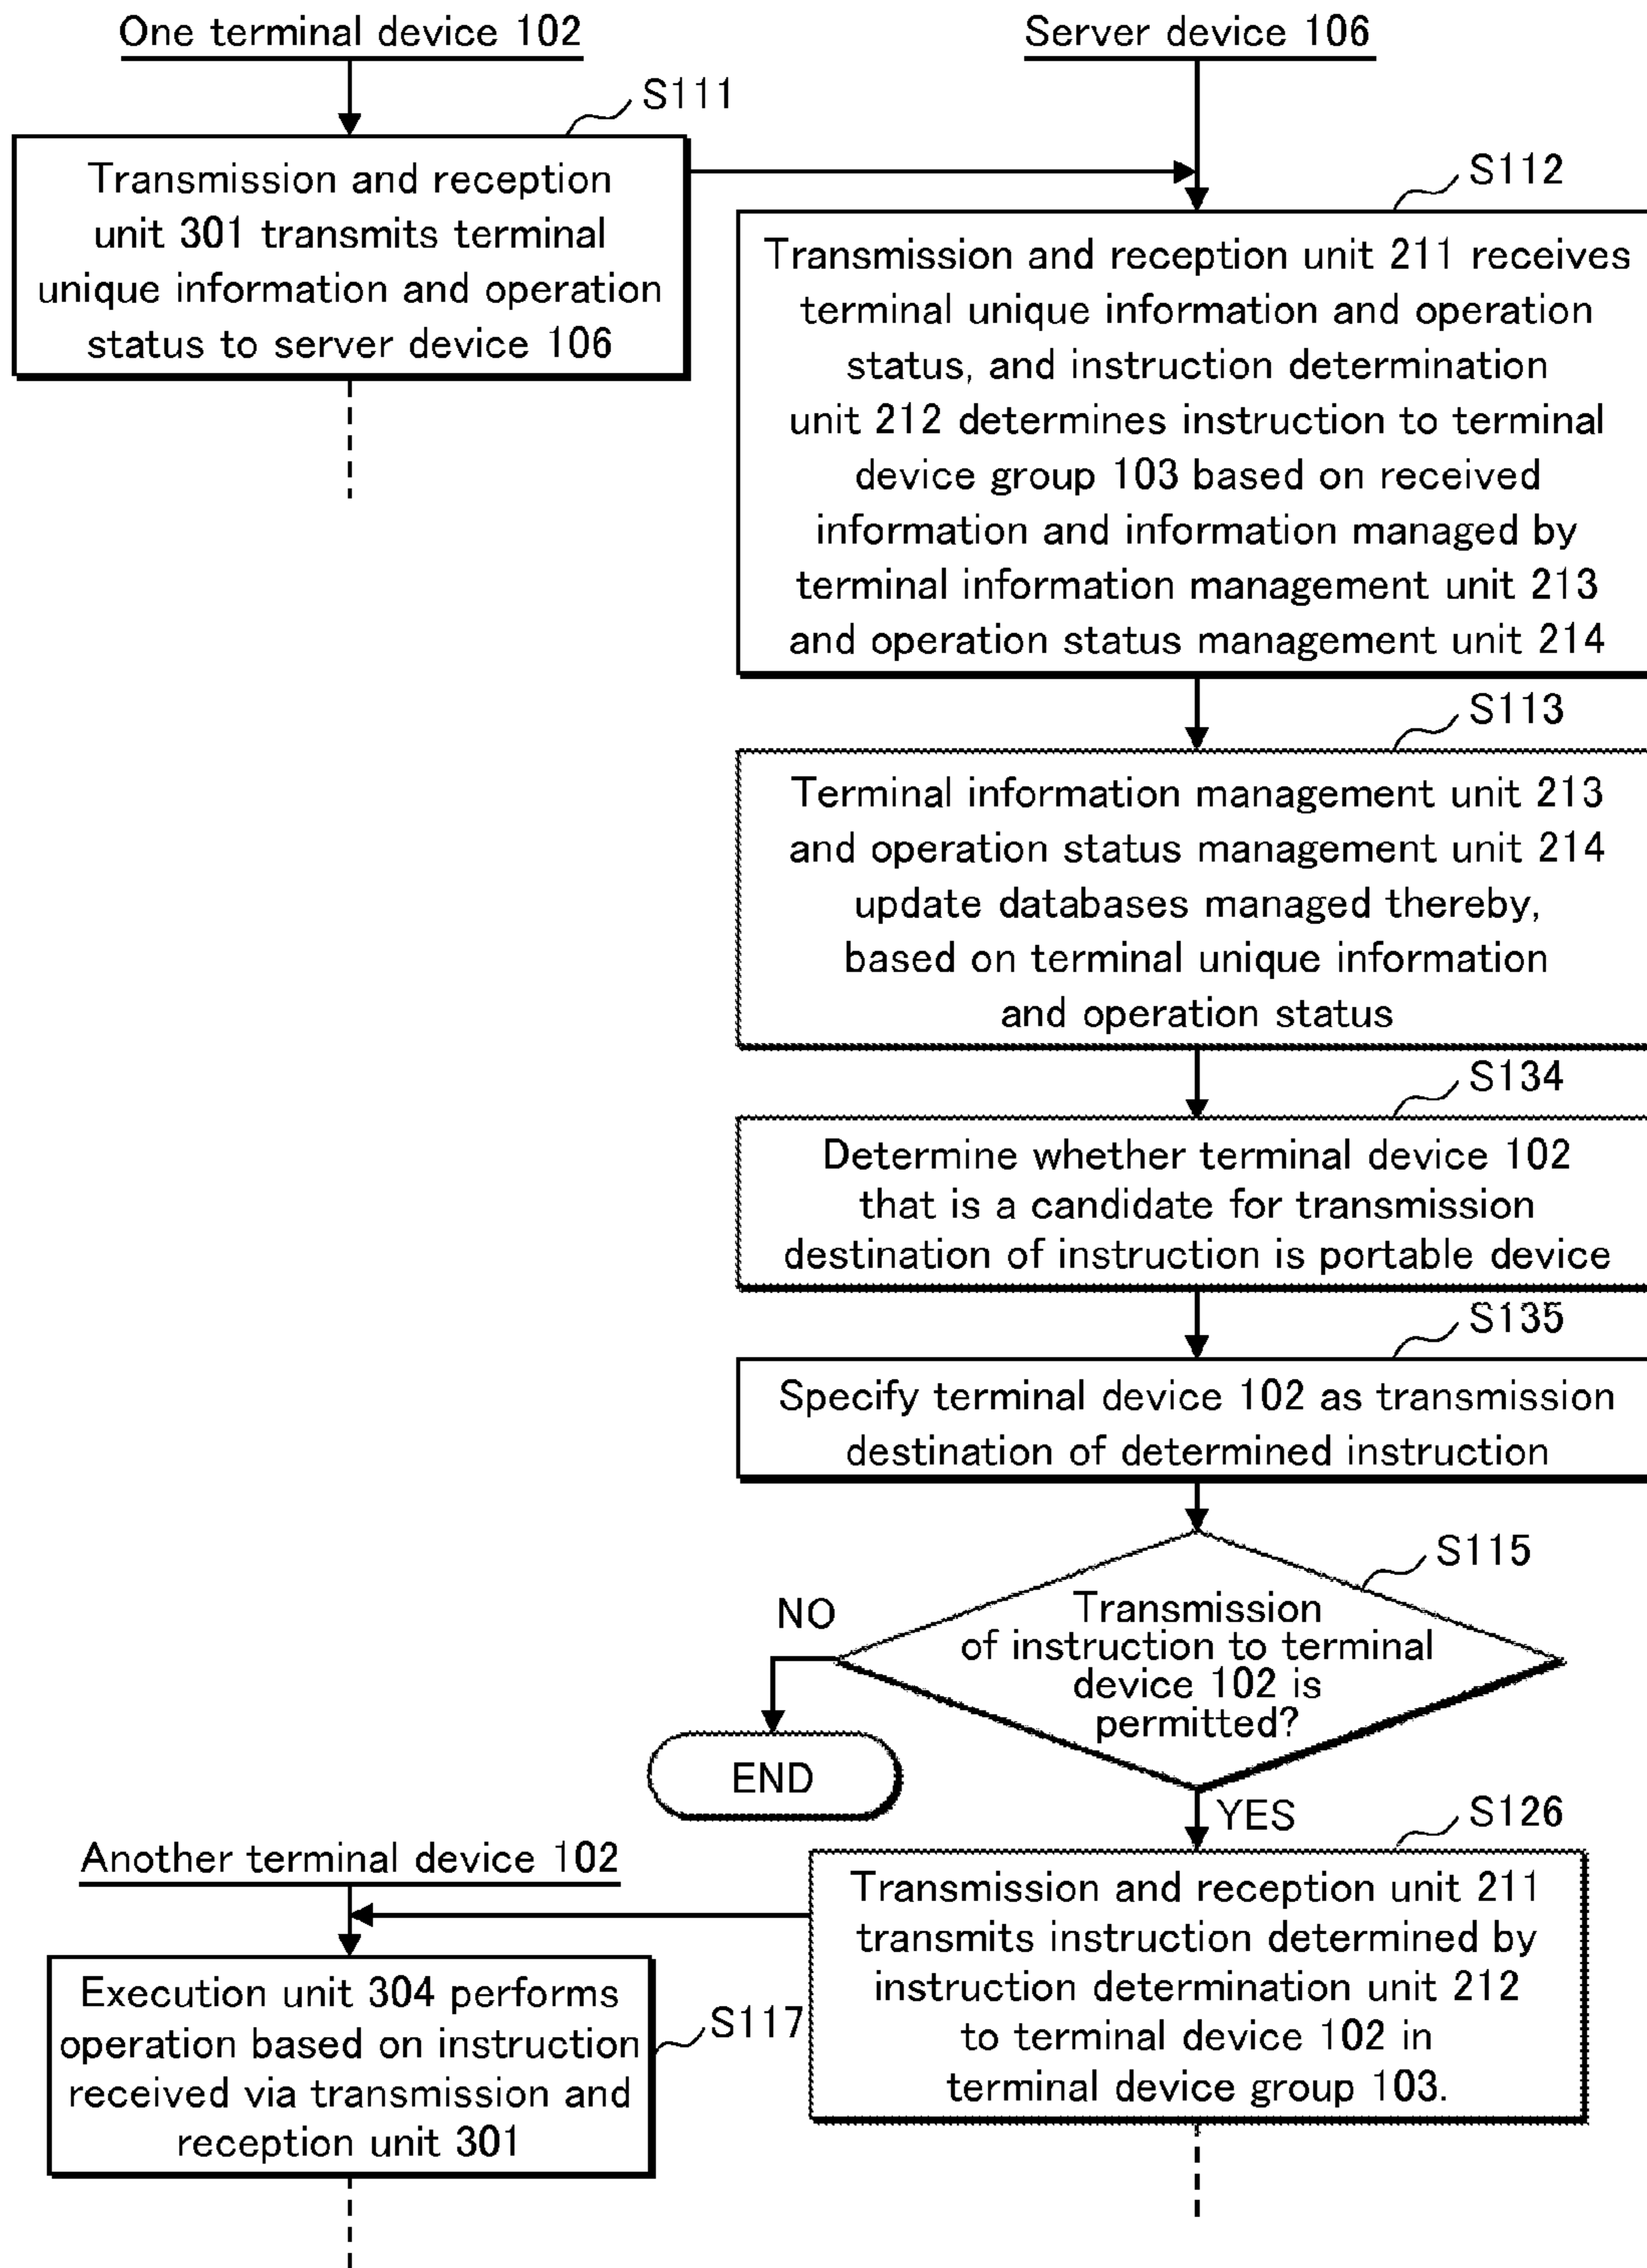 One terminal device 102
Server device 106
S111
Transmission and reception
unit 301 transmits terminal
unique information and operation
status to server device 106
S112
Transmission and reception unit 211 receives
terminal unique information and operation
status, and instruction determination
unit 212 determines instruction to terminal
device group 103 based on received
information and information managed by
terminal information management unit 213
and operation status management unit 214
S113
Terminal information management unit 213
and operation status management unit 214
update databases managed thereby,
based on terminal unique information
and operation status
S134
Determine whether terminal device 102
that is a candidate for transmission
destination of instruction is portable device
S135
Specify terminal device 102 as transmission
destination of determined instruction
S115
Transmission
of instruction to terminal
device 102 is
permitted?
NO
END
YES
S126
Transmission and reception unit 211
transmits instruction determined by
instruction determination unit 212
to terminal device 102 in
terminal device group 103.
Another terminal device 102
Execution unit 304 performs
operation based on instruction
received via transmission and
reception unit 301
S117